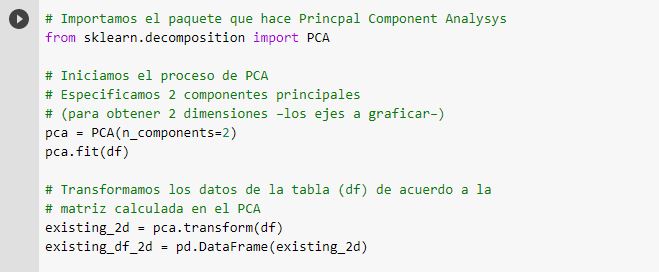 # Importamos el paquete que hace Princpal Component Analysys
from sklearn.decomposition import PCA
# Iniciamos el proceso de PCA
# Especificamos 2 componentes principales
# (para obtener 2 dimensiones –los ejes a graficar–)
pca = PCA(n_components=2)
pca.fit(df)
# Transformamos los datos de la tabla (df) de acuerdo a la
# matriz calculada en el PCA
existing_2d = pca.transform(df)
existing_df_2d = pd.DataFrame(existing_2d)